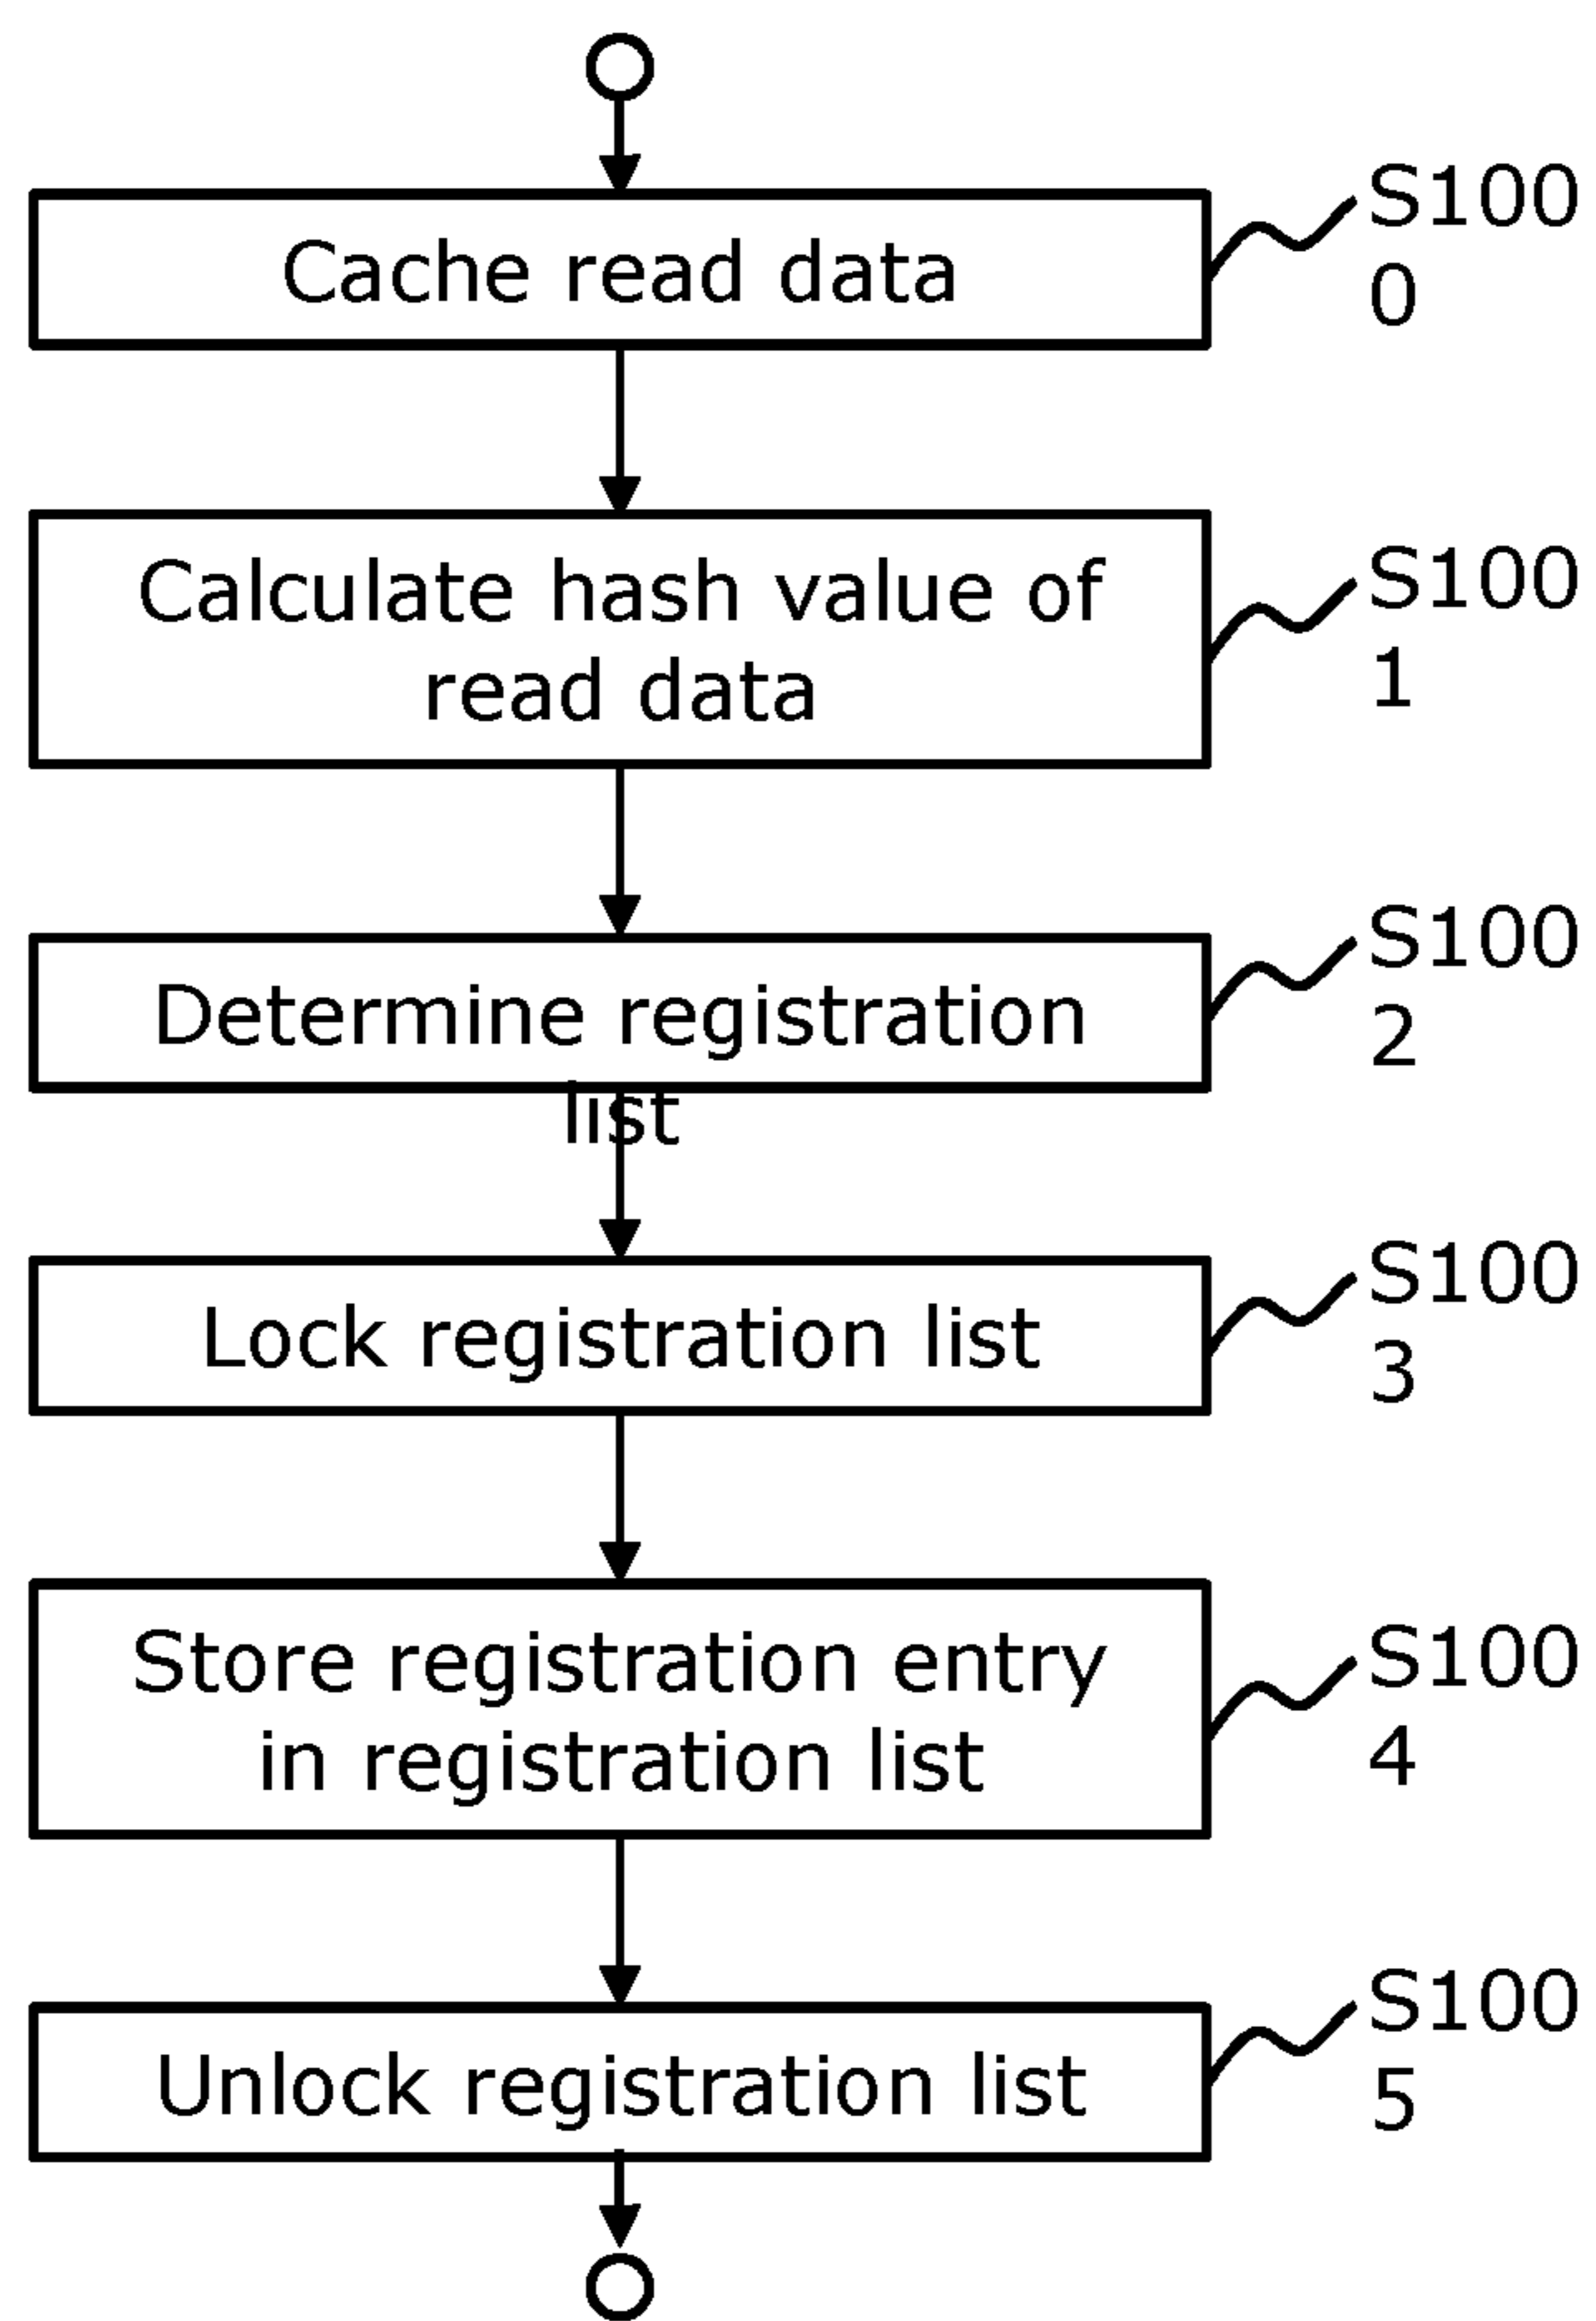 Cache read data
S100
0
Calculate hash value of
read data
S100
1
Determine registration
list
S100
2
Lock registration list
S100
3
Store registration entry
in registration list
S100
4
Unlock registration list
S100
5